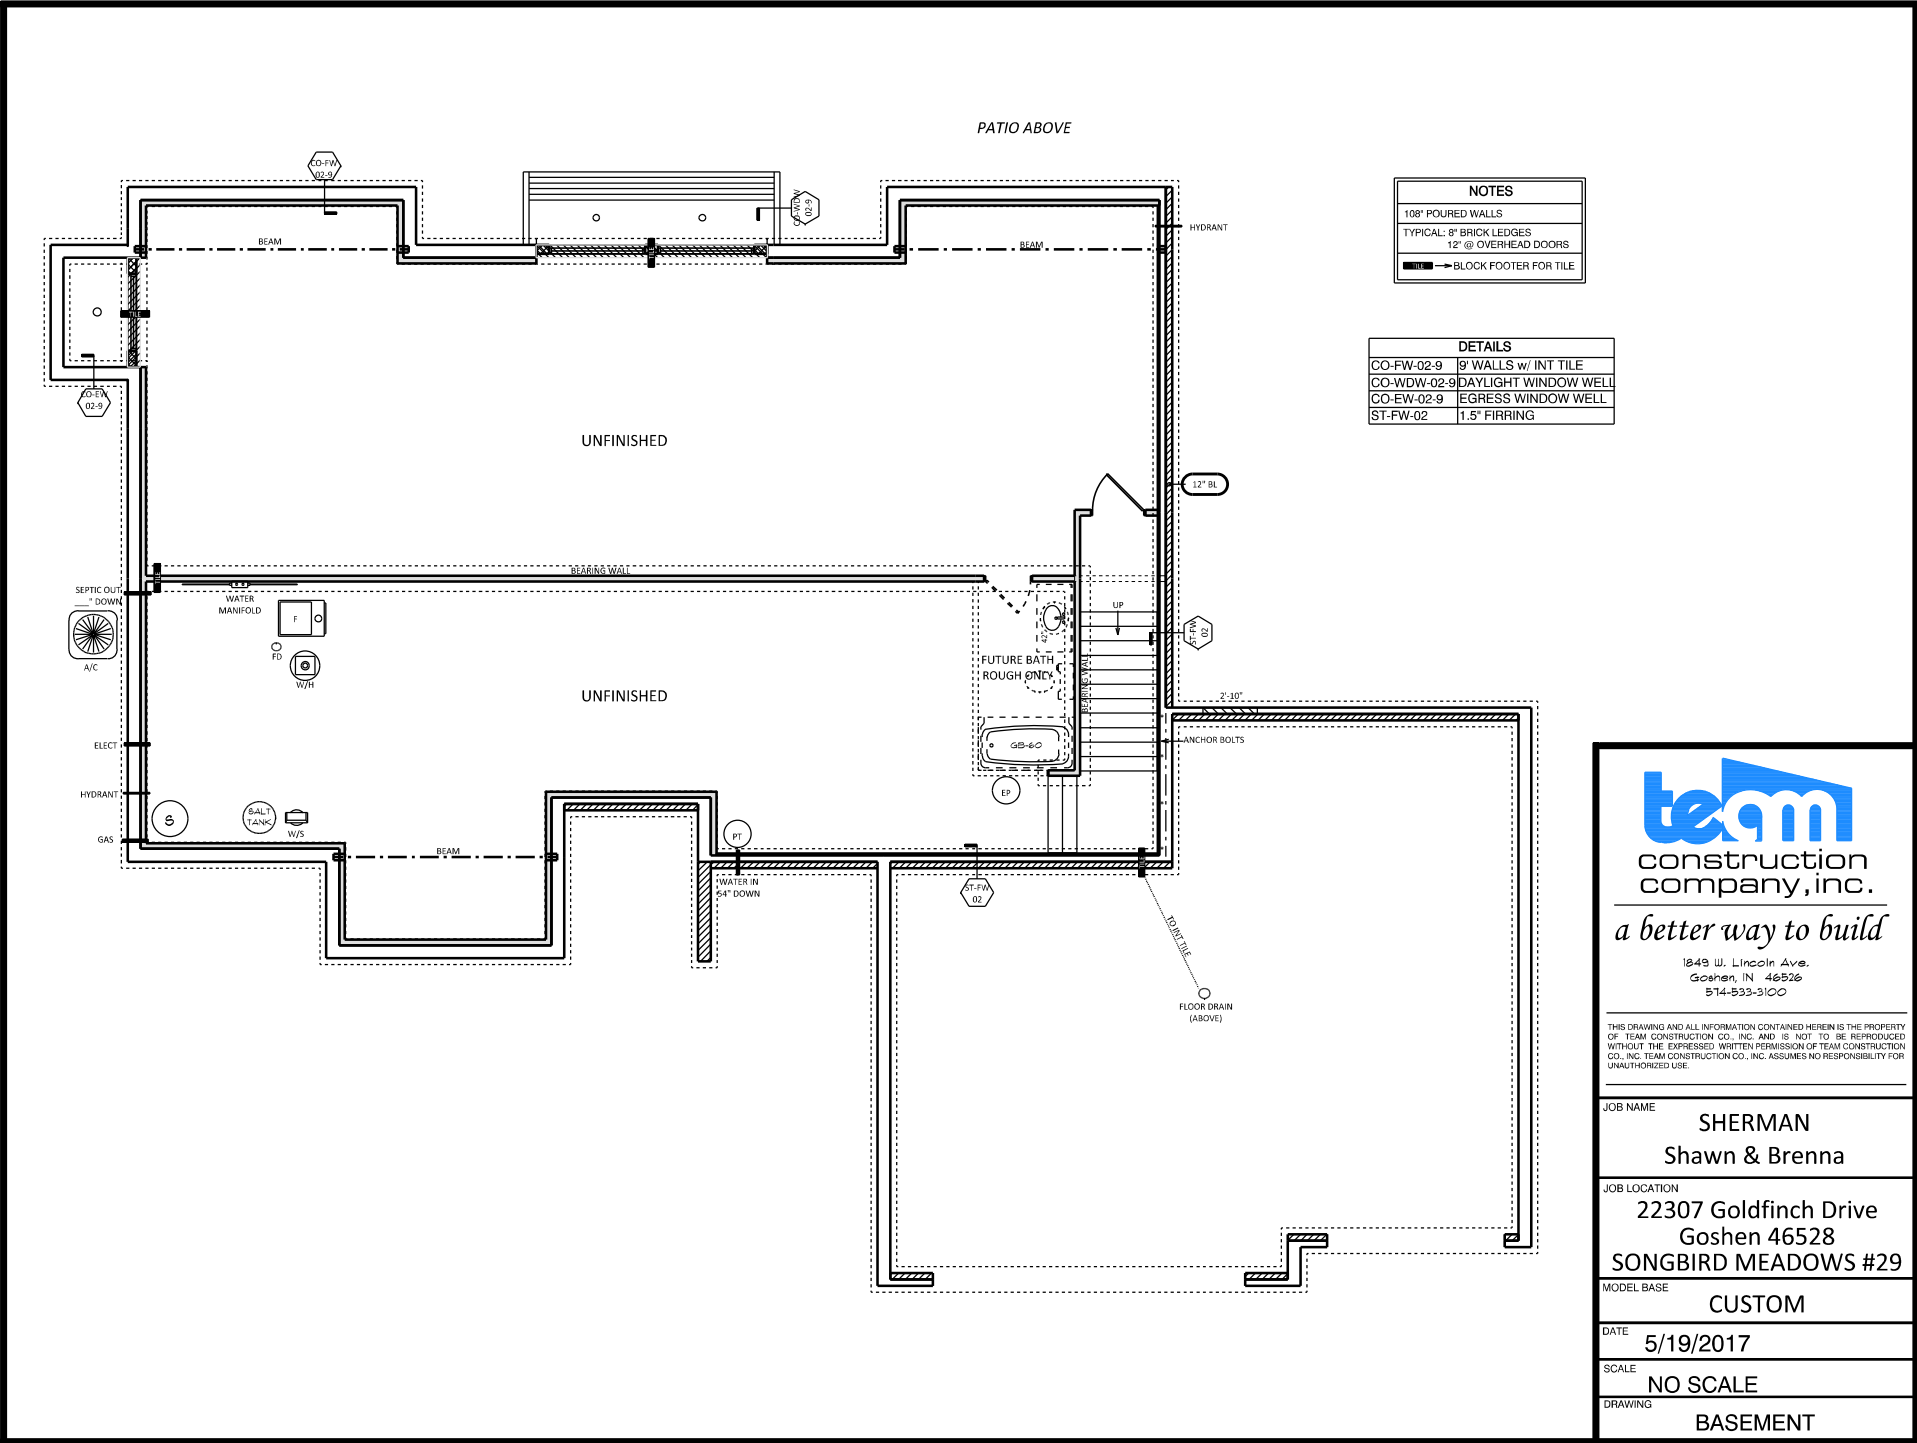 PATIO ABOVE
CO-FW
02-9
CO-WDW
02-9
BEAM
BEAM
HYDRANT
TILE
CO-EW
02-9
UNFINISHED
12" BL
NOTES
108" POURED WALLS
TYPICAL: 8" BRICK LEDGES
12" @ OVERHEAD DOORS
TILE BLOCK FOOTER FOR TILE
DETAILS
CO-FW-02-9 9' WALLS w/ INT TILE
CO-WDW-02-9 DAYLIGHT WINDOW WELL
CO-EW-02-9 EGRESS WINDOW WELL
ST-FW-02 1.5" FIRRING
BEARING WALL
SEPTIC OUT
___" DOWN
WATER
MANIFOLD
F
FD
W/H
A/C
UP
42"
ST-FW
02
FUTURE BATH
ROUGH ONLY
BEARING WALL
UNFINISHED
2'-10"
ANCHOR BOLTS
GB-60
ELECT
HYDRANT
GAS
S
SALT
TANK
W/S
EP
PT
BEAM
WATER IN
54" DOWN
ST-FW
02
TO INT TILE
FLOOR DRAIN
(ABOVE)
team
construction
company,inc.
a better way to build
1849 W. Lincoln Ave.
Goshen, IN 46526
574-533-3100
THIS DRAWING AND ALL INFORMATION CONTAINED HEREIN IS THE PROPERTY
OF TEAM CONSTRUCTION CO., INC. AND IS NOT TO BE REPRODUCED
WITHOUT THE EXPRESSED WRITTEN PERMISSION OF TEAM CONSTRUCTION
CO., INC. TEAM CONSTRUCTION CO., INC. ASSUMES NO RESPONSIBILITY FOR
UNAUTHORIZED USE.
JOB NAME
SHERMAN
Shawn & Brenna
JOB LOCATION
22307 Goldfinch Drive
Goshen 46528
SONGBIRD MEADOWS #29
MODEL BASE
CUSTOM
DATE
5/19/2017
SCALE
NO SCALE
DRAWING
BASEMENT